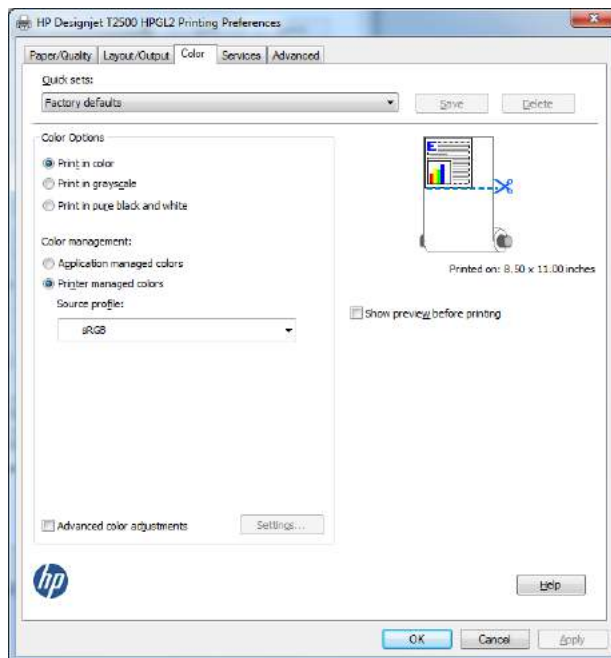 HP Designjet T2500 HPGL2 Printing Preferences
Paper/Quality Layout/Output Color Services Advanced
Quick sets:
Factory defaults
Save Delete
Color Options
Print in color
Print in grayscale
Print in pure black and white
Color management:
Application managed colors
Printer managed colors
Source profile:
sRGB
E
Printed on: 8.50 x 11.00 inches
Show preview before printing
Advanced color adjustments
Settings...
hp
Help
OK Cancel Apply